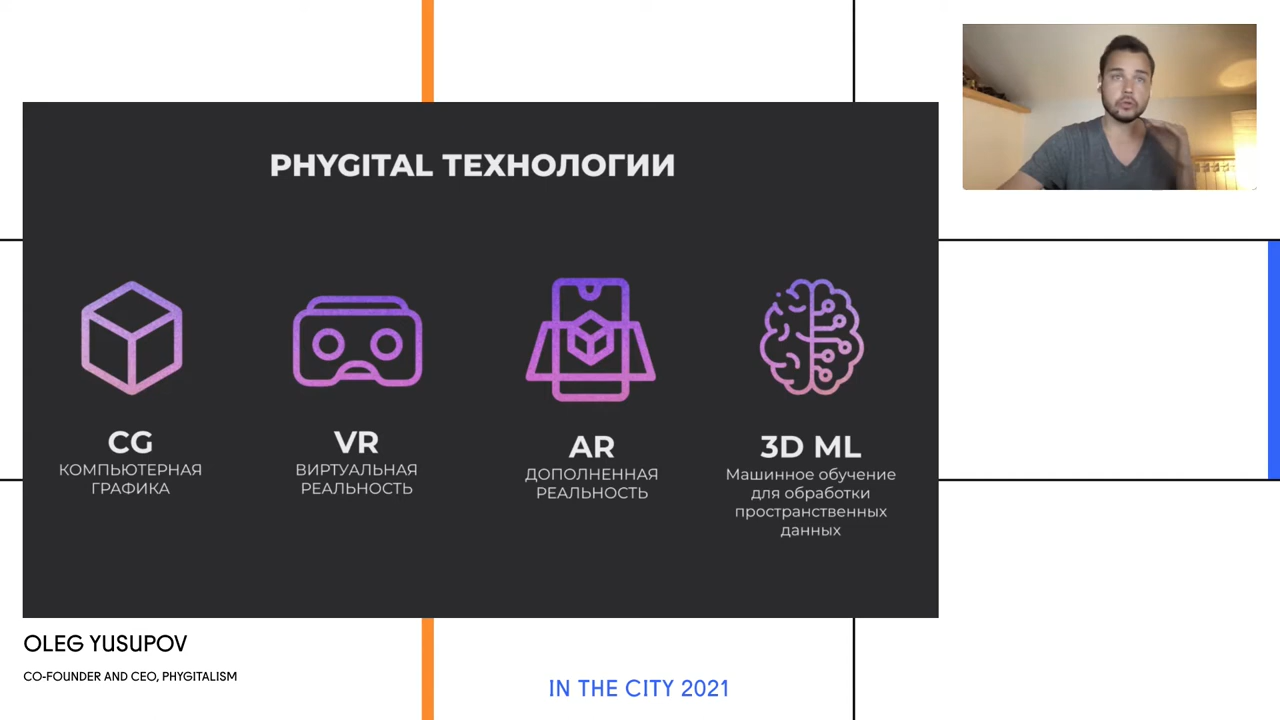 PHYGITAL ТЕХНОЛОГИИ
CG
КОМПЬЮТЕРНАЯ
ГРАФИКА
VR
ВИРТУАЛЬНАЯ
РЕАЛЬНОСТЬ
AR
ДОПОЛНЕННАЯ
РЕАЛЬНОСТЬ
3D ML
Машинное обучение
для обработки
пространственных
данных
OLEG YUSUPOV
CO-FOUNDER AND CEO, PHYGITALISM
IN THE CITY 2021